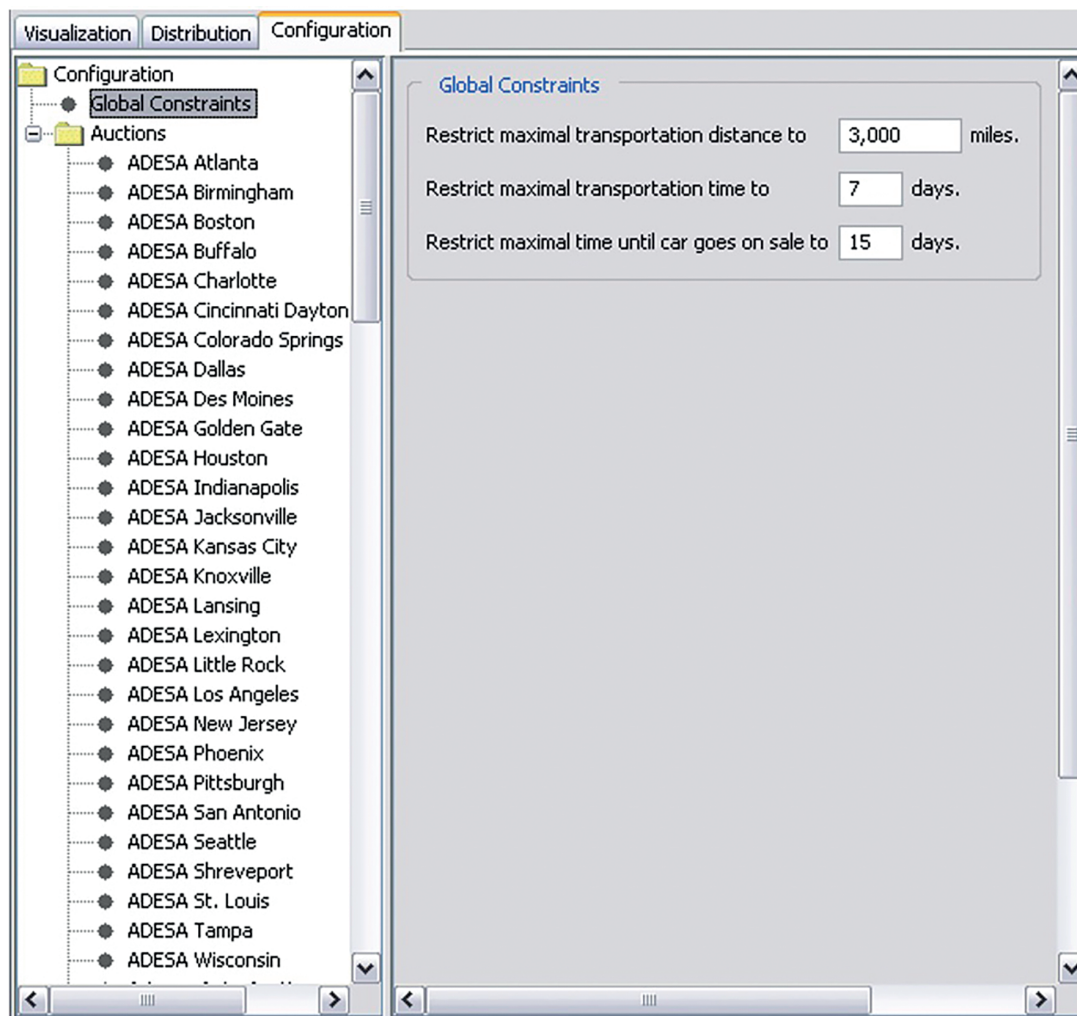 Visualization Distribution Configuration
Configuration
Global Constraints
Auctions
ADESA Atlanta
ADESA Birmingham
ADESA Boston
ADESA Buffalo
ADESA Charlotte
ADESA Cincinnati Dayton
ADESA Colorado Springs
ADESA Dallas
ADESA Des Moines
ADESA Golden Gate
ADESA Houston
ADESA Indianapolis
ADESA Jacksonville
ADESA Kansas City
ADESA Knoxville
ADESA Lansing
ADESA Lexington
ADESA Little Rock
ADESA Los Angeles
ADESA New Jersey
ADESA Phoenix
ADESA Pittsburgh
ADESA San Antonio
ADESA Seattle
ADESA Shreveport
ADESA St. Louis
ADESA Tampa
ADESA Wisconsin
Global Constraints
Restrict maximal transportation distance to 3,000 miles.
Restrict maximal transportation time to 7 days.
Restrict maximal time until car goes on sale to 15 days.